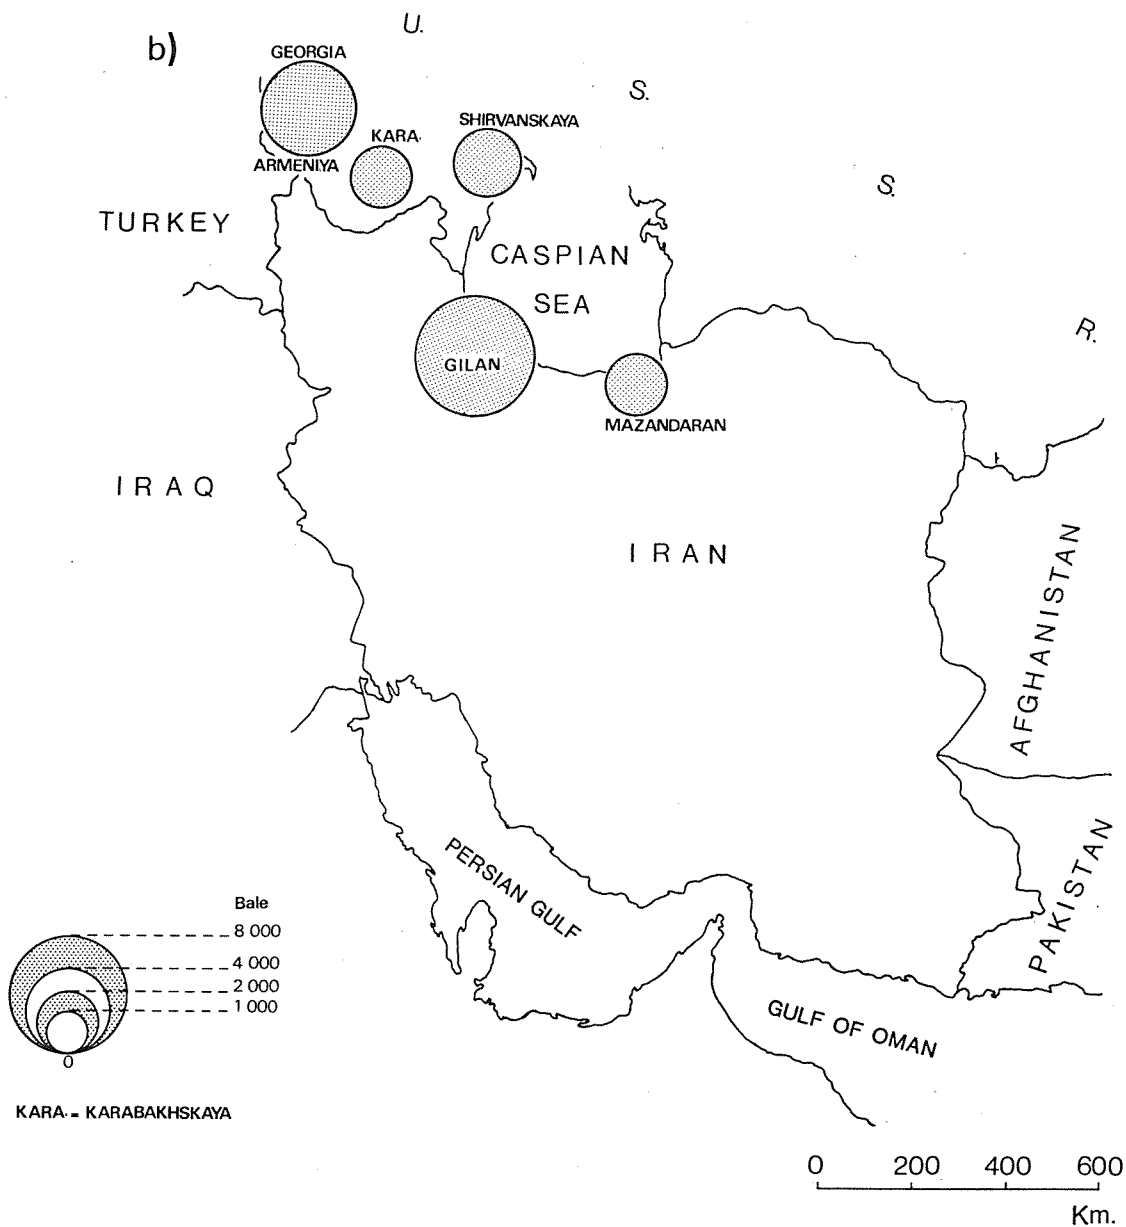 b)
U.
S.
S.
R.
GEORGIA
SHIRVANSKAYA
KARA.
ARMENIYA
TURKEY
CASPIAN
SEA
GILAN
MAZANDARAN
IRAQ
IRAN
AFGHANISTAN
PERSIAN GULF
PAKISTAN
GULF OF OMAN
Bale
8 000
4 000
2 000
1 000
0
KARA. = KARABAKHSKAYA
0 200 400 600
Km.